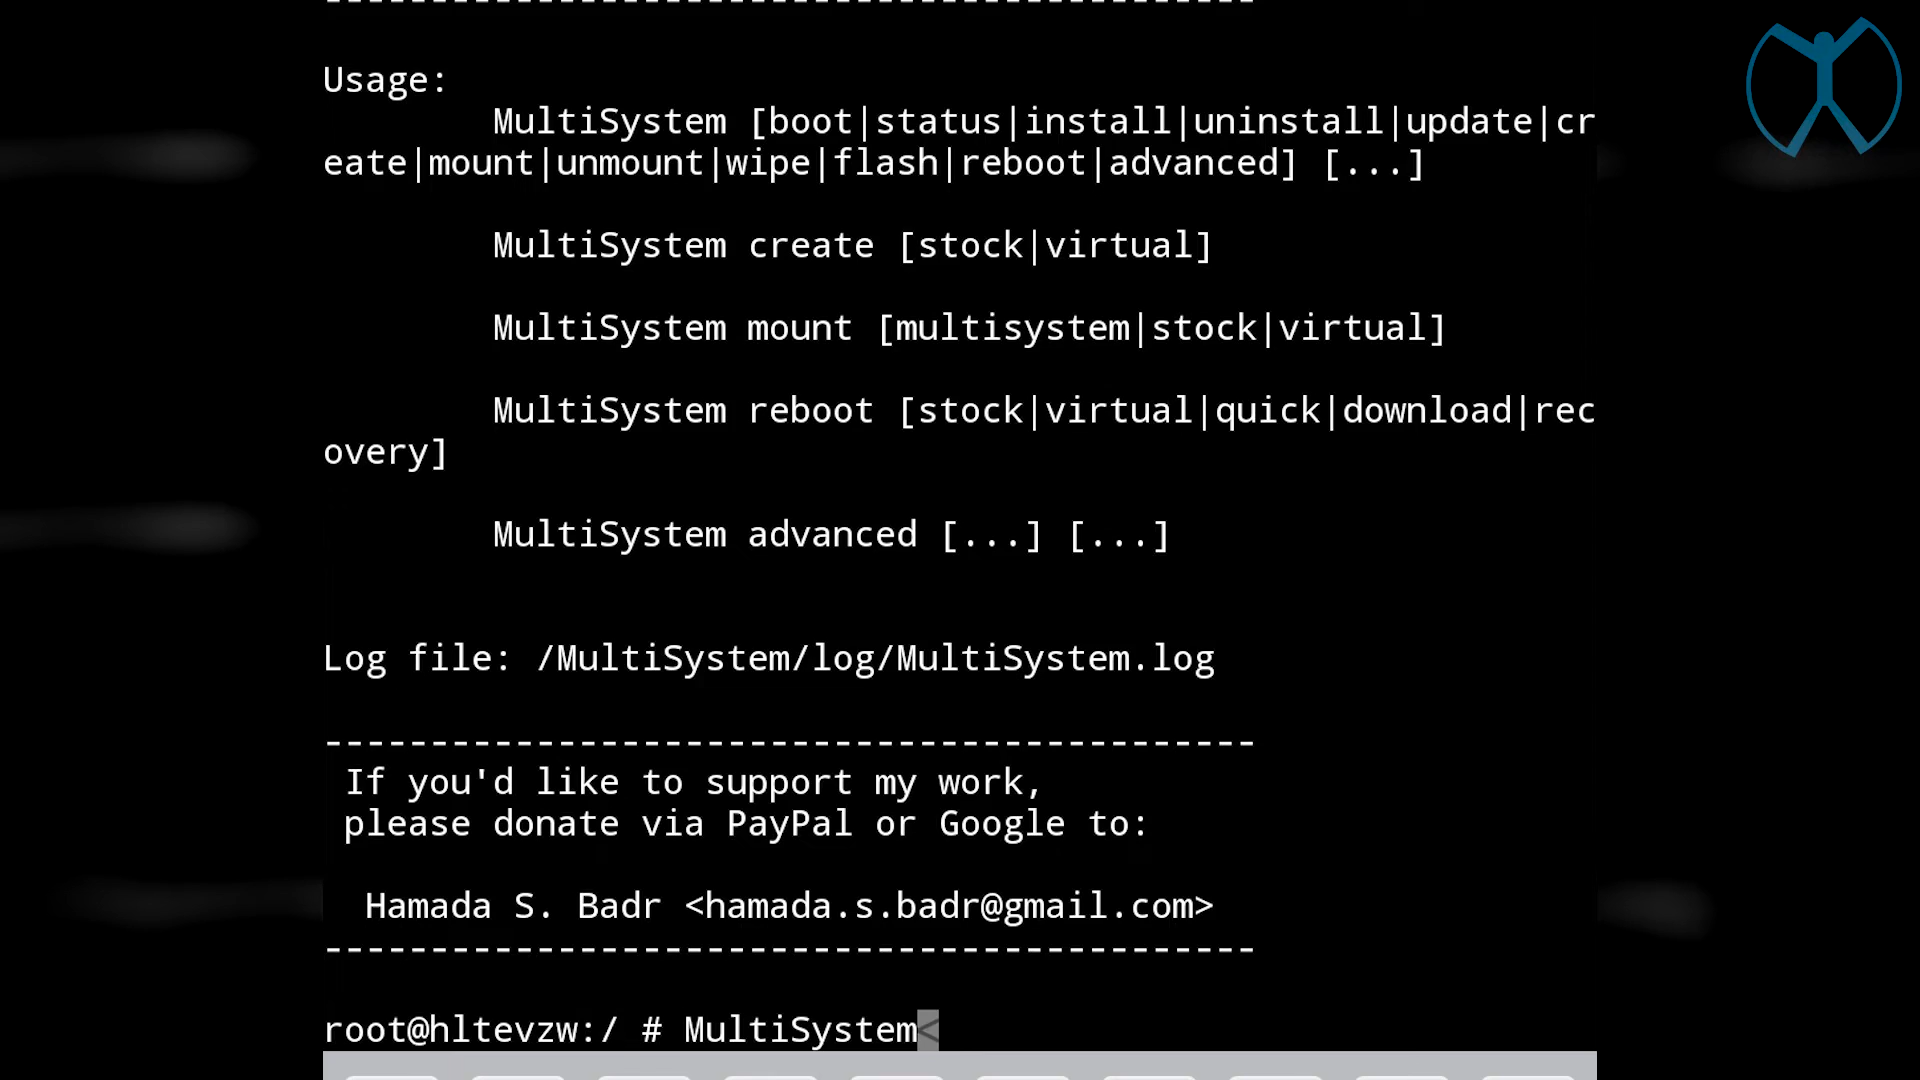 --------------------------------------------
Usage:
MultiSystem [boot|status|install|uninstall|update|cr
eate|mount|unmount|wipe|flash|reboot|advanced] [...]
MultiSystem create [stock|virtual]
MultiSystem mount [multisystem|stock|virtual]
MultiSystem reboot [stock|virtual|quick|download|rec
overy]
MultiSystem advanced [...] [...]
Log file: /MultiSystem/log/MultiSystem.log
--------------------------------------------
If you'd like to support my work,
please donate via PayPal or Google to:
Hamada S. Badr <hamada.s.badr@gmail.com>
--------------------------------------------
root@hltevzw:/ # MultiSystem<